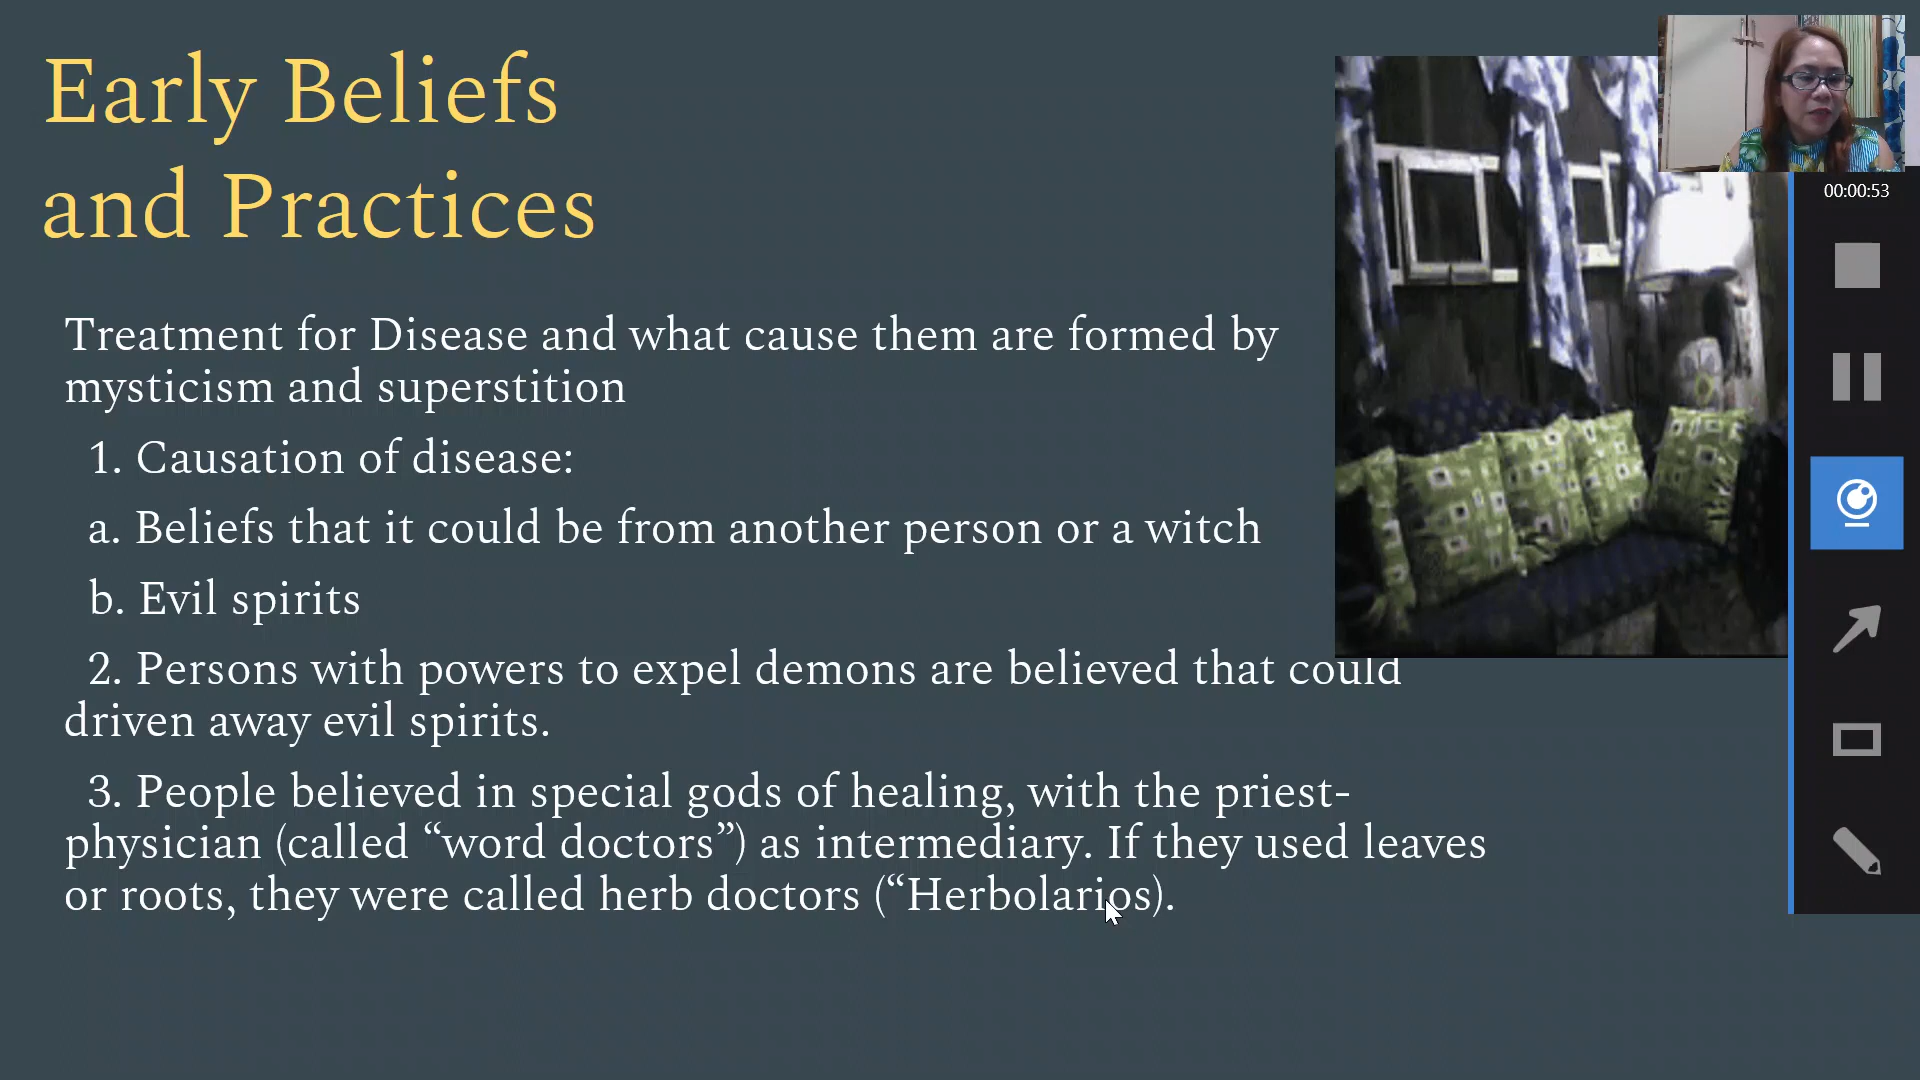 Early Beliefs
and Practices
00:00:53
Treatment for Disease and what cause them are formed by
mysticism and superstition
1. Causation of disease:
a. Beliefs that it could be from another person or a witch
b. Evil spirits
2. Persons with powers to expel demons are believed that could
driven away evil spirits.
3. People believed in special gods of healing, with the priest-
physician (called “word doctors”) as intermediary. If they used leaves
or roots, they were called herb doctors (“Herbolarios).